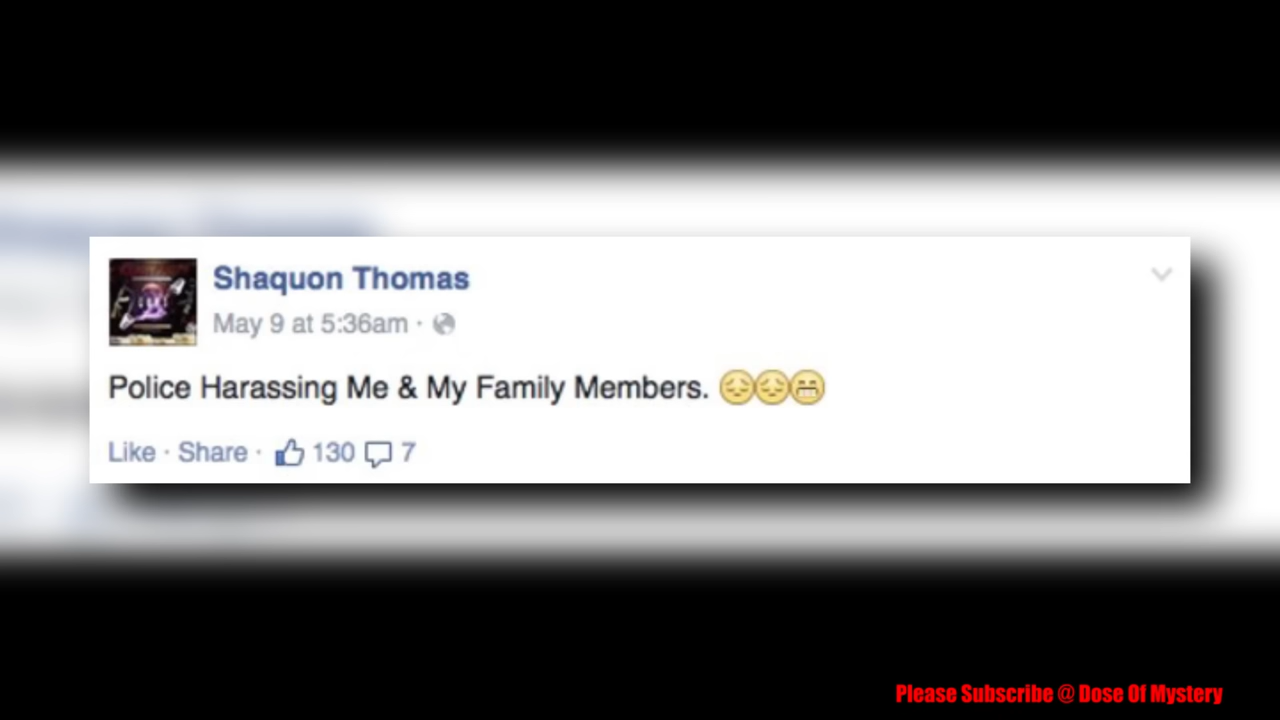 Shaquon Thomas
May 9 at 5:36am ·
Police Harassing Me & My Family Members. 😔😔😁
Like · Share · 130 7
Please Subscribe @ Dose Of Mystery